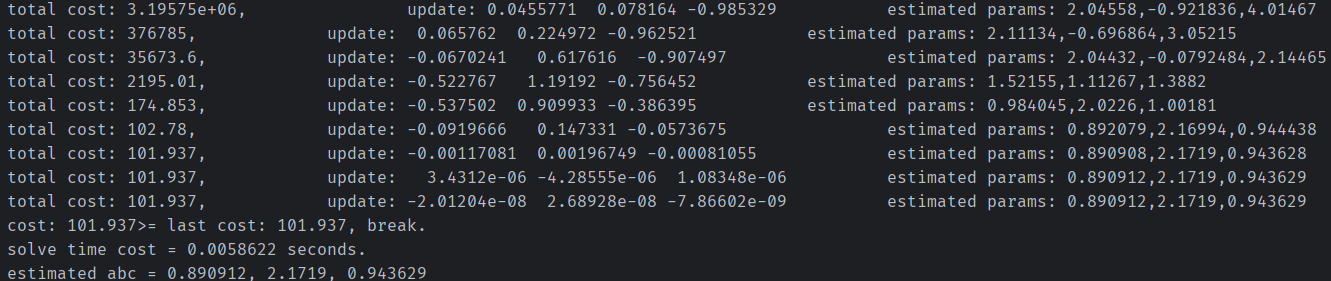 total cost: 3.19575e+06, update: 0.0455771 0.078164 -0.985329 estimated params: 2.04558,-0.921836,4.01467
total cost: 376785, update: 0.065762 0.224972 -0.962521 estimated params: 2.11134,-0.696864,3.05215
total cost: 35673.6, update: -0.0670241 0.617616 -0.907497 estimated params: 2.04432,-0.0792484,2.14465
total cost: 2195.01, update: -0.522767 1.19192 -0.756452 estimated params: 1.52155,1.11267,1.3882
total cost: 174.853, update: -0.537502 0.909933 -0.386395 estimated params: 0.984045,2.0226,1.00181
total cost: 102.78, update: -0.0919666 0.147331 -0.0573675 estimated params: 0.892079,2.16994,0.944438
total cost: 101.937, update: -0.00117081 0.00196749 -0.00081055 estimated params: 0.890908,2.1719,0.943628
total cost: 101.937, update: 3.4312e-06 -4.28555e-06 1.08348e-06 estimated params: 0.890912,2.1719,0.943629
total cost: 101.937, update: -2.01204e-08 2.68928e-08 -7.86602e-09 estimated params: 0.890912,2.1719,0.943629
cost: 101.937>= last cost: 101.937, break.
solve time cost = 0.0058622 seconds.
estimated abc = 0.890912, 2.1719, 0.943629